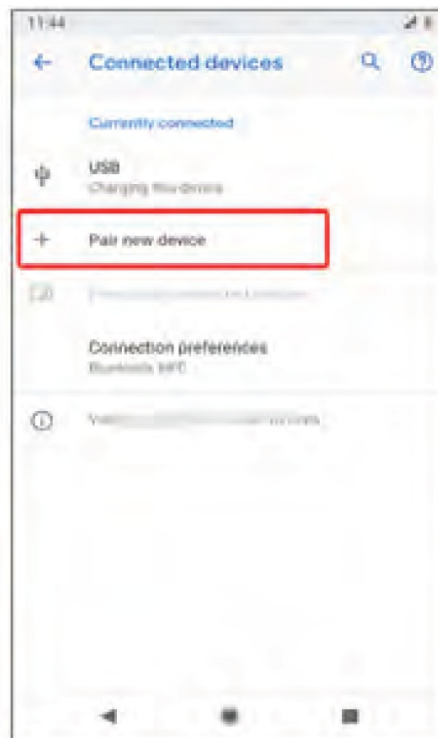 11:44
Connected devices
Currently connected
USB
Charging this device
Pair new device
Connection preferences
Bluetooth, NFC